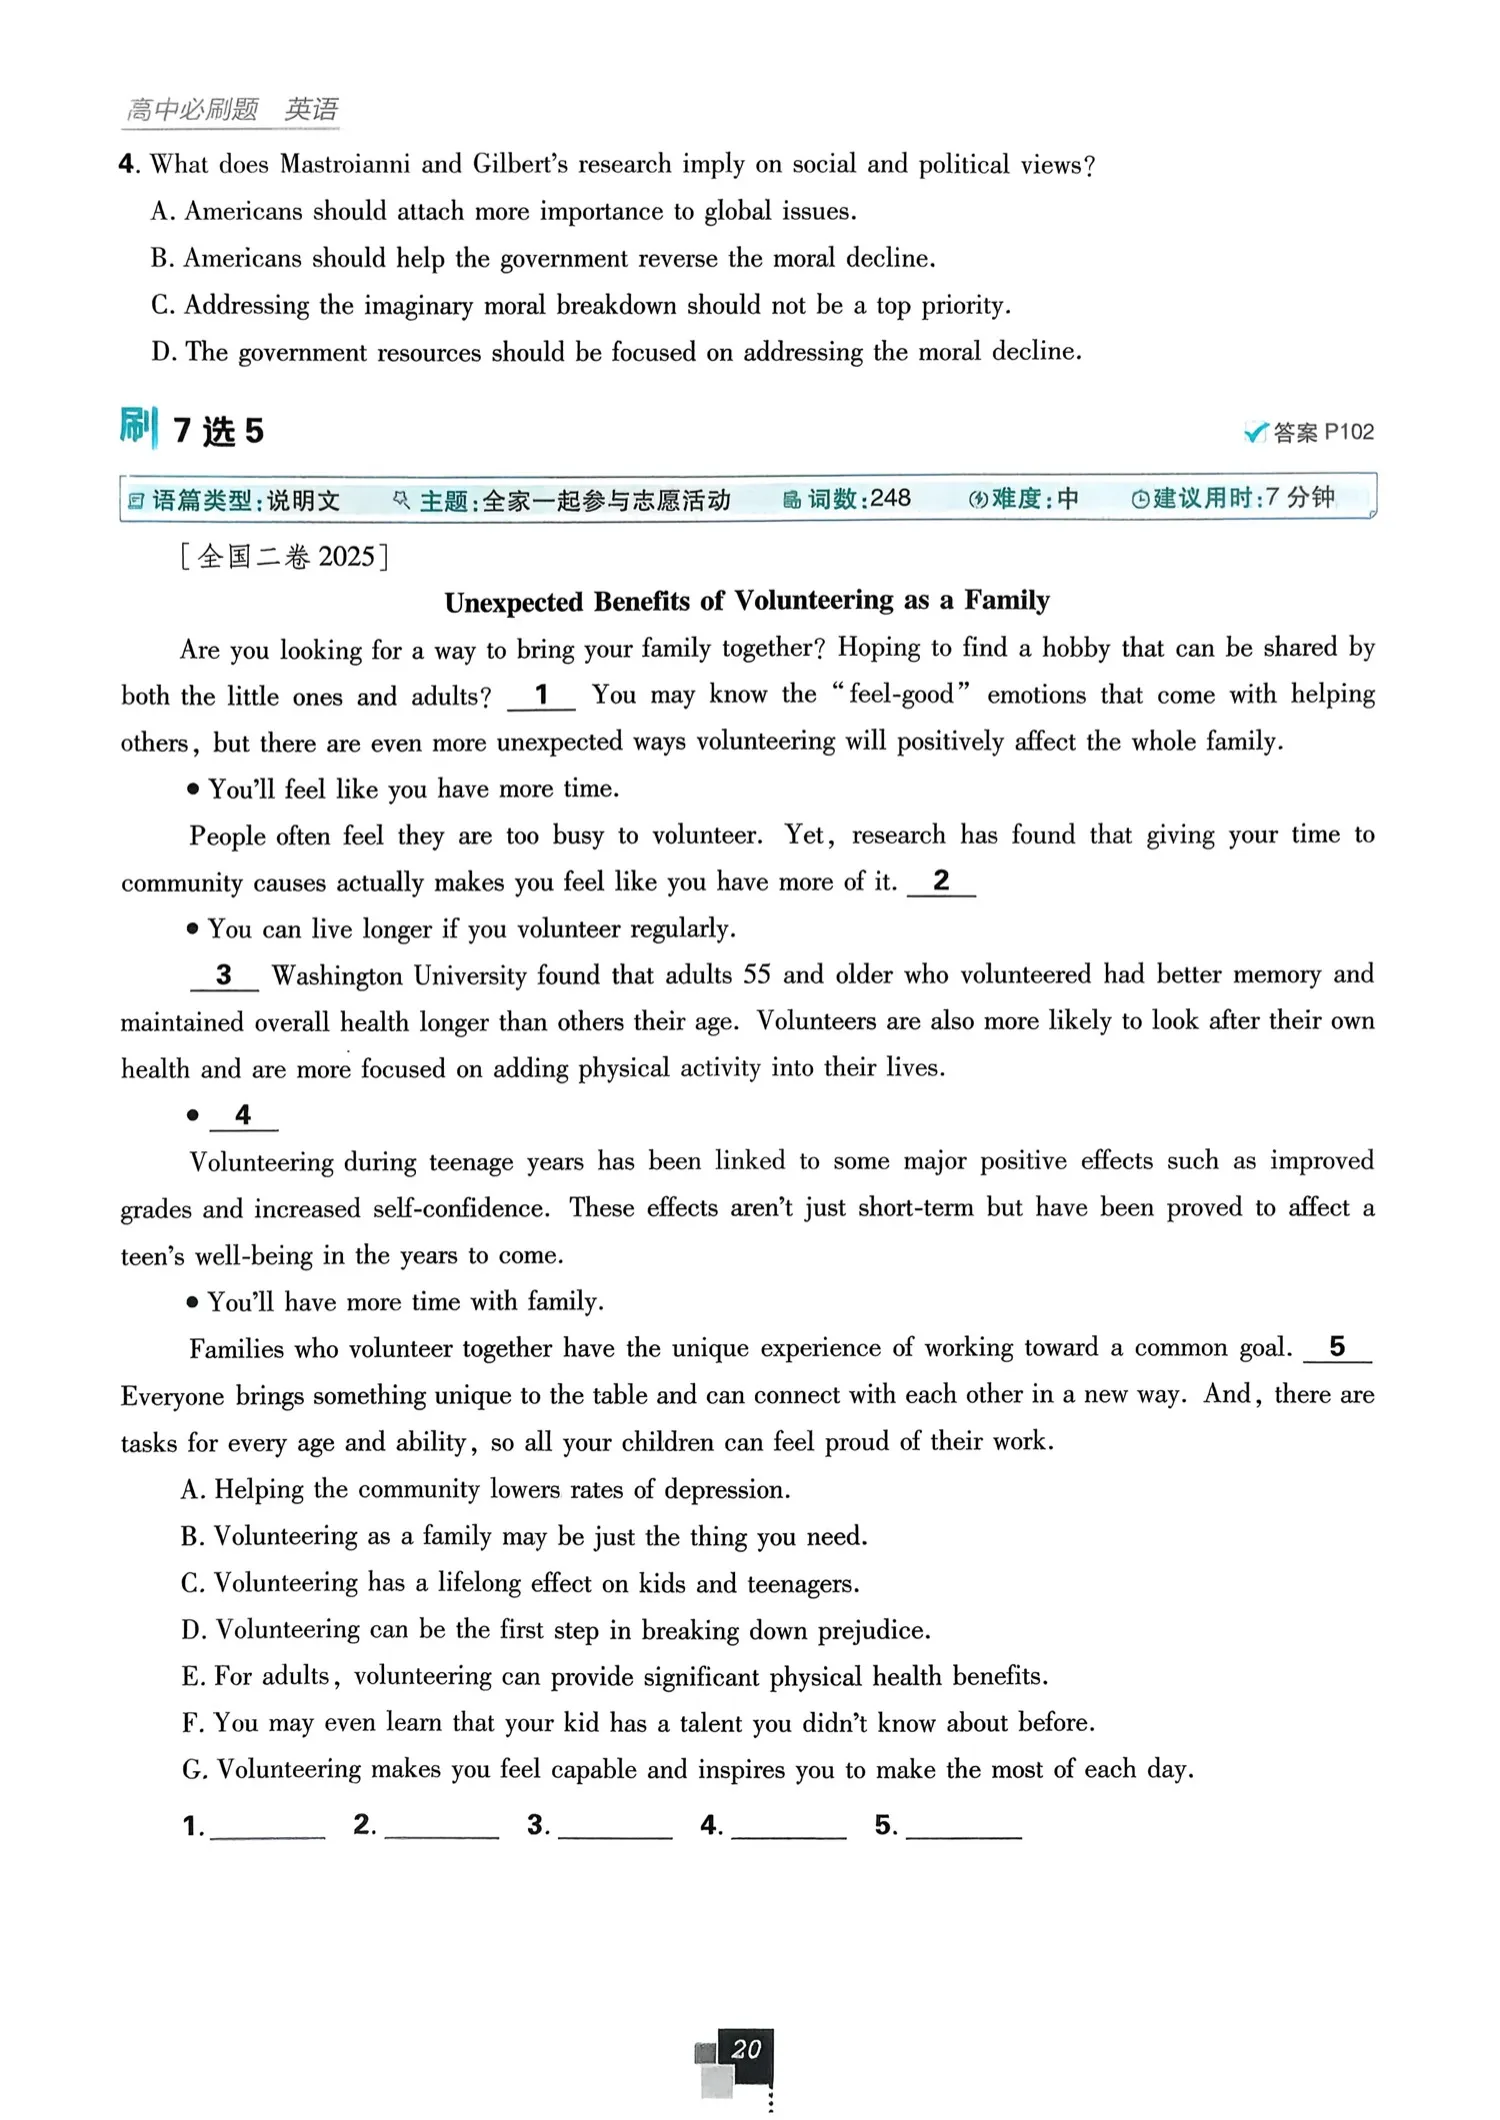 高中必刷题 英语
4. What does Mastroianni and Gilbert's research imply on social and political views?
A. Americans should attach more importance to global issues.
B. Americans should help the government reverse the moral decline.
C. Addressing the imaginary moral breakdown should not be a top priority.
D. The government resources should be focused on addressing the moral decline.
刷 7 选 5 答案 P102
语篇类型:说明文 主题:全家一起参与志愿活动 词数:248 难度:中 建议用时:7 分钟
[全国二卷 2025]
Unexpected Benefits of Volunteering as a Family
Are you looking for a way to bring your family together? Hoping to find a hobby that can be shared by
both the little ones and adults? 1 You may know the “feel-good” emotions that come with helping
others, but there are even more unexpected ways volunteering will positively affect the whole family.
● You'll feel like you have more time.
People often feel they are too busy to volunteer. Yet, research has found that giving your time to
community causes actually makes you feel like you have more of it. 2
● You can live longer if you volunteer regularly.
3 Washington University found that adults 55 and older who volunteered had better memory and
maintained overall health longer than others their age. Volunteers are also more likely to look after their own
health and are more focused on adding physical activity into their lives.
● 4
Volunteering during teenage years has been linked to some major positive effects such as improved
grades and increased self-confidence. These effects aren't just short-term but have been proved to affect a
teen's well-being in the years to come.
● You'll have more time with family.
Families who volunteer together have the unique experience of working toward a common goal. 5
Everyone brings something unique to the table and can connect with each other in a new way. And, there are
tasks for every age and ability, so all your children can feel proud of their work.
A. Helping the community lowers rates of depression.
B. Volunteering as a family may be just the thing you need.
C. Volunteering has a lifelong effect on kids and teenagers.
D. Volunteering can be the first step in breaking down prejudice.
E. For adults, volunteering can provide significant physical health benefits.
F. You may even learn that your kid has a talent you didn't know about before.
G. Volunteering makes you feel capable and inspires you to make the most of each day.
1. ________ 2. ________ 3. ________ 4. ________ 5. ________
20